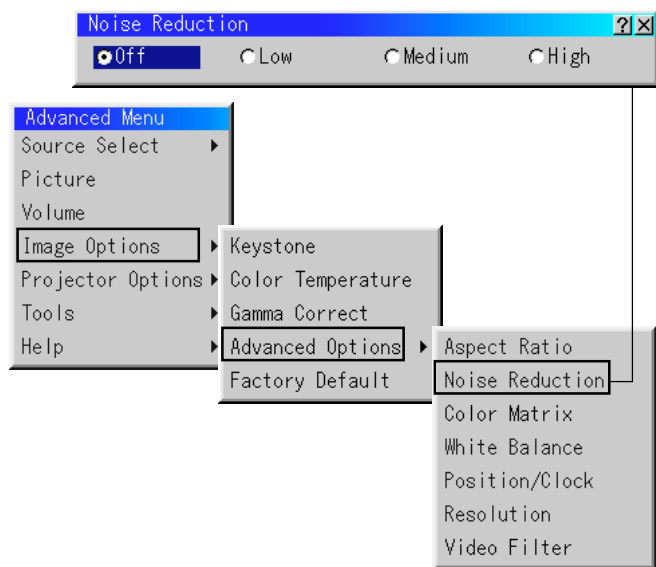 Noise Reduction
Off Low Medium High
Advanced Menu
Source Select
Picture
Volume
Image Options
Projector Options
Tools
Help
Keystone
Color Temperature
Gamma Correct
Advanced Options
Factory Default
Aspect Ratio
Noise Reduction
Color Matrix
White Balance
Position/Clock
Resolution
Video Filter